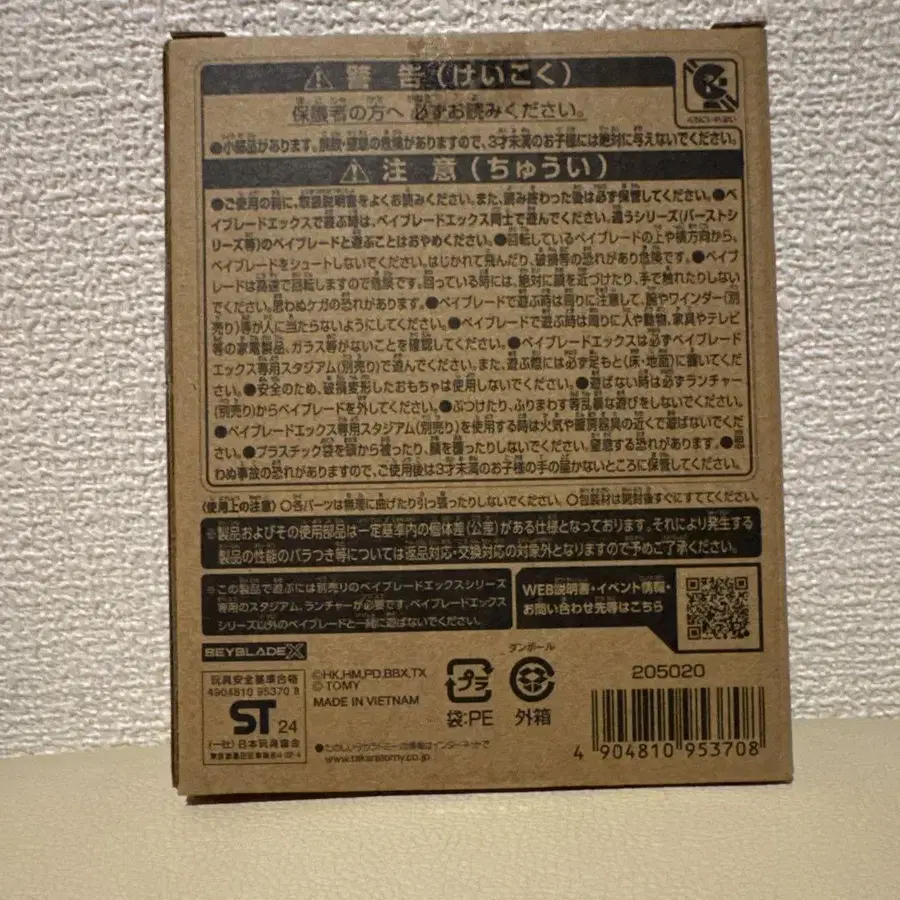 ⚠ 警告(けいこく)
保護者の方へ 必ずお読みください。
●小部品があります。誤飲・窒息の危険がありますので、3才未満のお子様には絶対に与えないでください。
⚠ 注意(ちゅうい)
●ご使用の前に、取扱説明書をよくお読みください。また、読み終わった後は必ず保管してください。●ベ
イブレードエックスで遊ぶ時は、ベイブレードエックス同士で遊んでください。違うシリーズ(バーストシ
リーズ等)のベイブレードと遊ぶことはおやめください。●回転しているベイブレードの上や横方向から、
ベイブレードをシュートしないでください。はじかれて飛んだり、破損等の恐れがあり危険です。●ベイブ
レードは高速で回転しますので危険です。回っている時には、絶対に顔を近づけたり、手で触れたりしな
いでください。思わぬケガの恐れがあります。●ベイブレードで遊ぶ時は周りに注意して、腕やワインダー(別
売り)等が人に当たらないようにしてください。●ベイブレードで遊ぶ時は周りに人や動物、家具やテレビ
等の家電製品、ガラス等がないことを確認してください。●ベイブレードエックスは必ずベイブレード
エックス専用スタジアム(別売り)で遊んでください。また、遊ぶ際には必ず足もと(床・地面)に置いてくだ
さい。●安全のため、破損変形したおもちゃは使用しないでください。●遊ばない時は必ずランチャー
(別売り)からベイブレードを外してください。●ぶつけたり、ふりまわす等乱暴な遊びをしないでください。
●ベイブレードエックス専用スタジアム(別売り)を使用する時は火気や暖房器具の近くで遊ばないでくだ
さい。●プラスチック袋を頭から被ったり、顔を覆ったりしないでください。窒息する恐れがあります。●思
わぬ事故の恐れがありますので、ご使用後は3才未満のお子様の手の届かないところに保管してください。
〈使用上の注意〉○各パーツは無理に曲げたり引っ張ったりしないでください。○包装材は開封後すぐにすててください。
※製品およびその使用部品は一定基準内の個体差(公差)がある仕様となっております。それにより発生する
製品の性能のバラつき等については返品対応・交換対応の対象外となりますので予めご了承ください。
※この製品で遊ぶには別売りのベイブレードエックスシリーズ
専用のスタジアム、ランチャーが必要です。ベイブレードエックス
シリーズ以外のベイブレードと一緒に遊ばないでください。
WEB説明書・イベント情報・
お問い合わせ先等はこちら
BEYBLADE X
玩具安全基準合格
4904810 95370 8
ST 24
(一社)日本玩具協会
東京都墨田区東駒形4-22-4
©HK,HM,PD,BBX,TX
© TOMY
MADE IN VIETNAM
プラ
袋:PE
ダンボール
外箱
●たのしいタカラトミーの情報はインターネットで
www.takaratomy.co.jp
205020
4 904810 953708